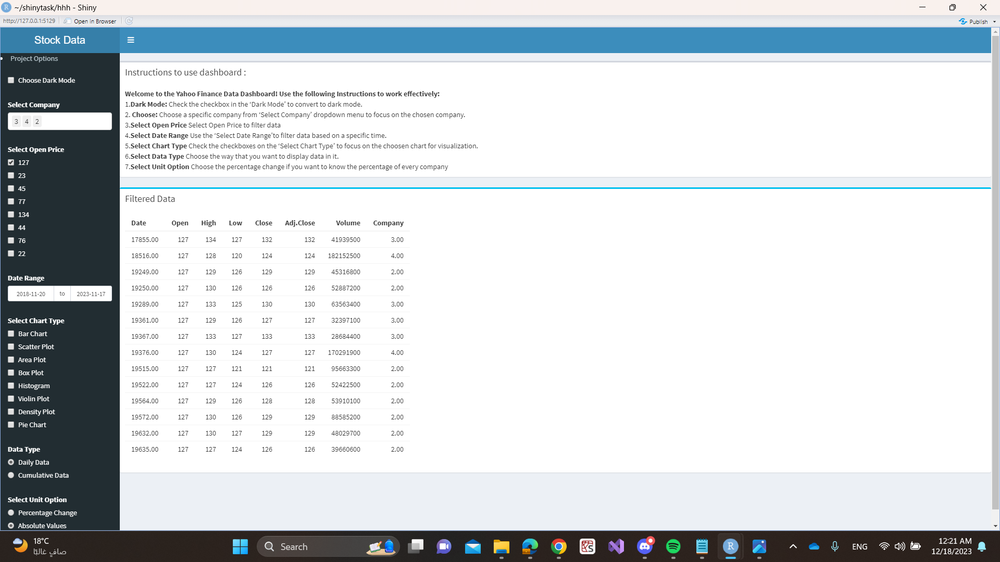 ~/shinytask/hhh - Shiny
http://127.0.0.1:5129 Open in Browser Publish
Stock Data
Project Options
Choose Dark Mode
Select Company
3 4 2
Select Open Price
127
23
45
77
134
44
76
22
Date Range
2018-11-20 to 2023-11-17
Select Chart Type
Bar Chart
Scatter Plot
Area Plot
Box Plot
Histogram
Violin Plot
Density Plot
Pie Chart
Data Type
Daily Data
Cumulative Data
Select Unit Option
Percentage Change
Absolute Values
Instructions to use dashboard :
Welcome to the Yahoo Finance Data Dashboard! Use the following Instructions to work effectively:
1.Dark Mode: Check the checkbox in the ‘Dark Mode’ to convert to dark mode.
2. Choose: Choose a specific company from ‘Select Company’ dropdown menu to focus on the chosen company.
3.Select Open Price Select Open Price to filter data
4.Select Date Range Use the ‘Select Date Range’to filter data based on a specific time.
5.Select Chart Type Check the checkboxes on the ‘Select Chart Type’ to focus on the choosen chart for visualization.
6.Select Data Type Choose the way that you want to display data in it.
7.Select Unit Option Choose the percentage change if you want to know the percentage of every company
Filtered Data
Date Open High Low Close Adj.Close Volume Company
17855.00 127 134 127 132 132 41939500 3.00
18516.00 127 128 120 124 124 182152500 4.00
19249.00 127 129 126 129 129 45316800 2.00
19250.00 127 130 126 126 126 52887200 2.00
19289.00 127 133 125 130 130 63563400 3.00
19361.00 127 129 126 127 127 32397100 3.00
19367.00 127 133 127 133 133 28684400 3.00
19376.00 127 130 124 127 127 170291900 4.00
19515.00 127 127 121 121 121 95663300 2.00
19522.00 127 127 124 126 126 52422500 2.00
19564.00 127 129 126 128 128 53910100 2.00
19572.00 127 130 126 129 129 88585200 2.00
19632.00 127 130 127 129 129 48029700 2.00
19635.00 127 127 124 126 126 39660600 2.00
18°C
صافٍ غالبًا
Search
ENG
12:21 AM
12/18/2023